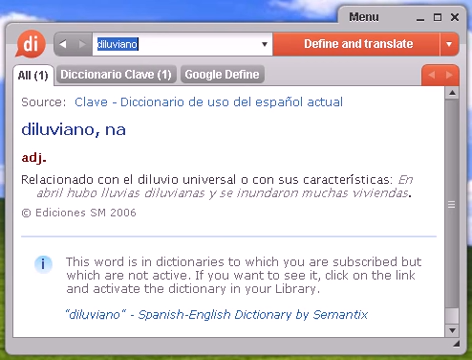 Menu
di
diluviano
Define and translate
All (1)
Diccionario Clave (1)
Google Define
Source: Clave - Diccionario de uso del español actual
diluviano, na
adj.
Relacionado con el diluvio universal o con sus características: En
abril hubo lluvias diluvianas y se inundaron muchas viviendas.
© Ediciones SM 2006
i
This word is in dictionaries to which you are subscribed but
which are not active. If you want to see it, click on the link
and activate the dictionary in your Library.
"diluviano" - Spanish-English Dictionary by Semantix